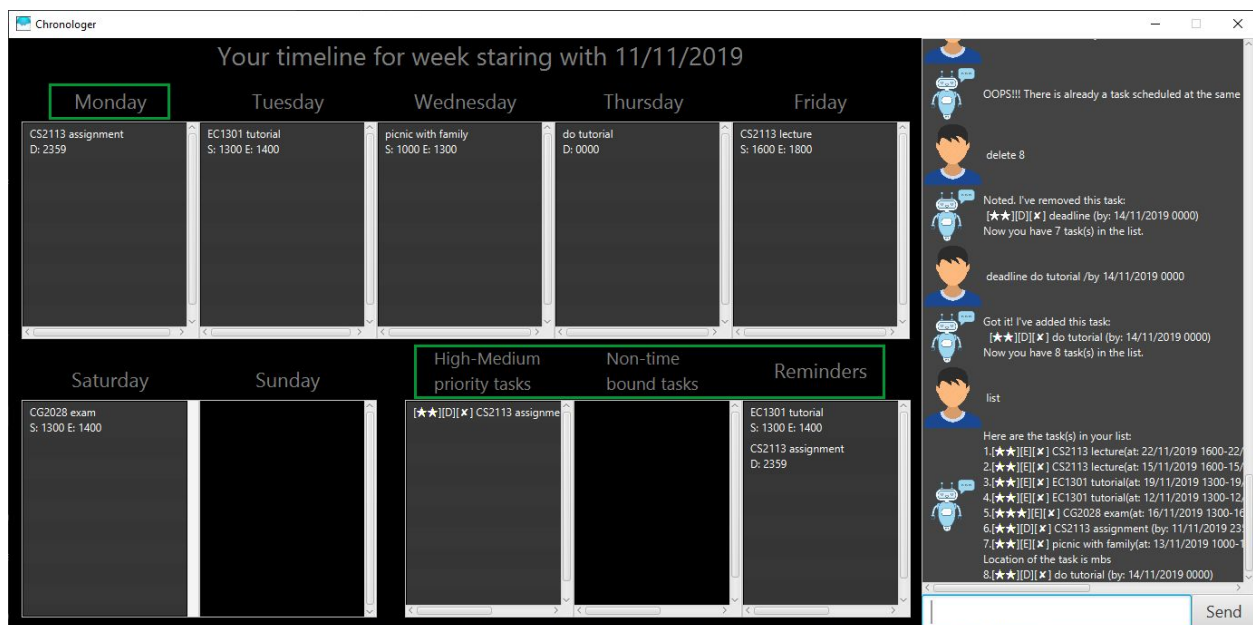 Chronologer
Your timeline for week staring with 11/11/2019
Monday
Tuesday
Wednesday
Thursday
Friday
CS2113 assignment
D: 2359
EC1301 tutorial
S: 1300 E: 1400
picnic with family
S: 1000 E: 1300
do tutorial
D: 0000
CS2113 lecture
S: 1600 E: 1800
Saturday
Sunday
High-Medium
priority tasks
Non-time
bound tasks
Reminders
CG2028 exam
S: 1300 E: 1400
[★★][D][✘] CS2113 assignme
EC1301 tutorial
S: 1300 E: 1400
CS2113 assignment
D: 2359
OOPS!!! There is already a task scheduled at the same
delete 8
Noted. I've removed this task:
[★★][D][✘] deadline (by: 14/11/2019 0000)
Now you have 7 task(s) in the list.
deadline do tutorial /by 14/11/2019 0000
Got it! I've added this task:
[★★][D][✘] do tutorial (by: 14/11/2019 0000)
Now you have 8 task(s) in the list.
list
Here are the task(s) in your list:
1.[★★][E][✘] CS2113 lecture(at: 22/11/2019 1600-22/
2.[★★][E][✘] CS2113 lecture(at: 15/11/2019 1600-15/
3.[★★][E][✘] EC1301 tutorial(at: 19/11/2019 1300-19/
4.[★★][E][✘] EC1301 tutorial(at: 12/11/2019 1300-12/
5.[★★★][E][✘] CG2028 exam(at: 16/11/2019 1300-16
6.[★★][D][✘] CS2113 assignment (by: 11/11/2019 235
7.[★★][E][✘] picnic with family(at: 13/11/2019 1000-1
Location of the task is mbs
8.[★★][D][✘] do tutorial (by: 14/11/2019 0000)
Send